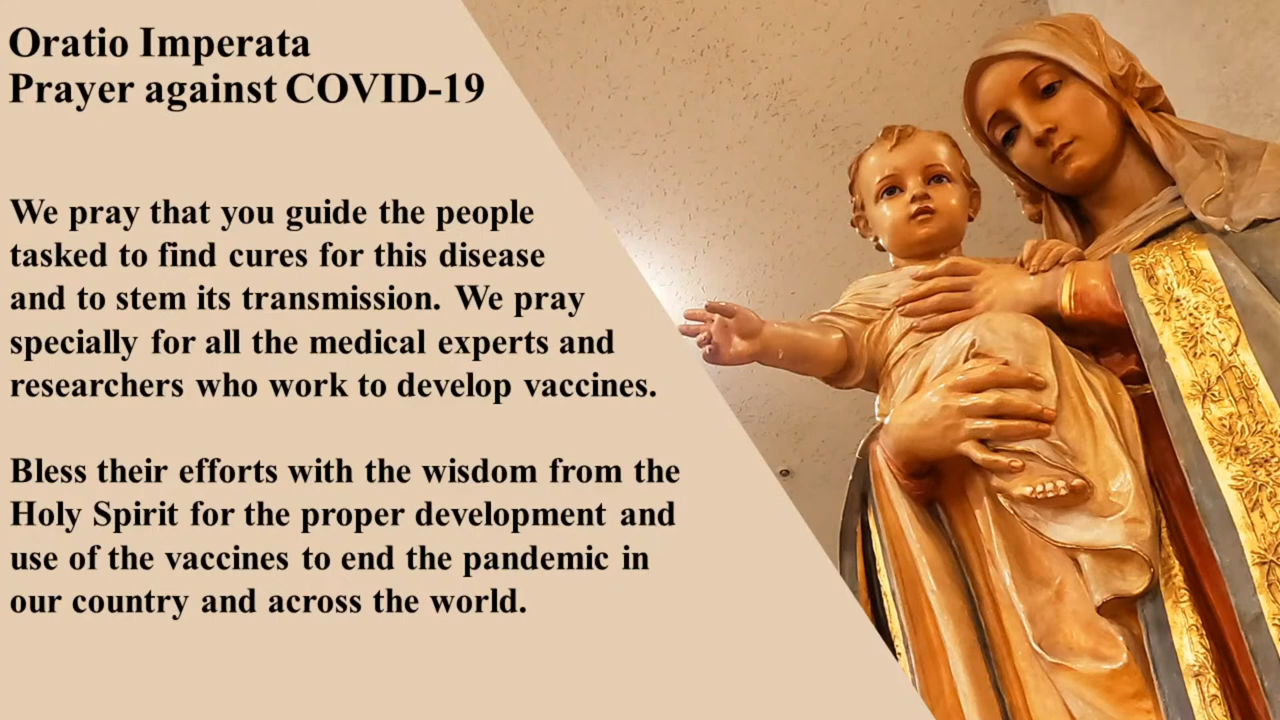 Oratio Imperata
Prayer against COVID-19
We pray that you guide the people
tasked to find cures for this disease
and to stem its transmission. We pray
specially for all the medical experts and
researchers who work to develop vaccines.
Bless their efforts with the wisdom from the
Holy Spirit for the proper development and
use of the vaccines to end the pandemic in
our country and across the world.